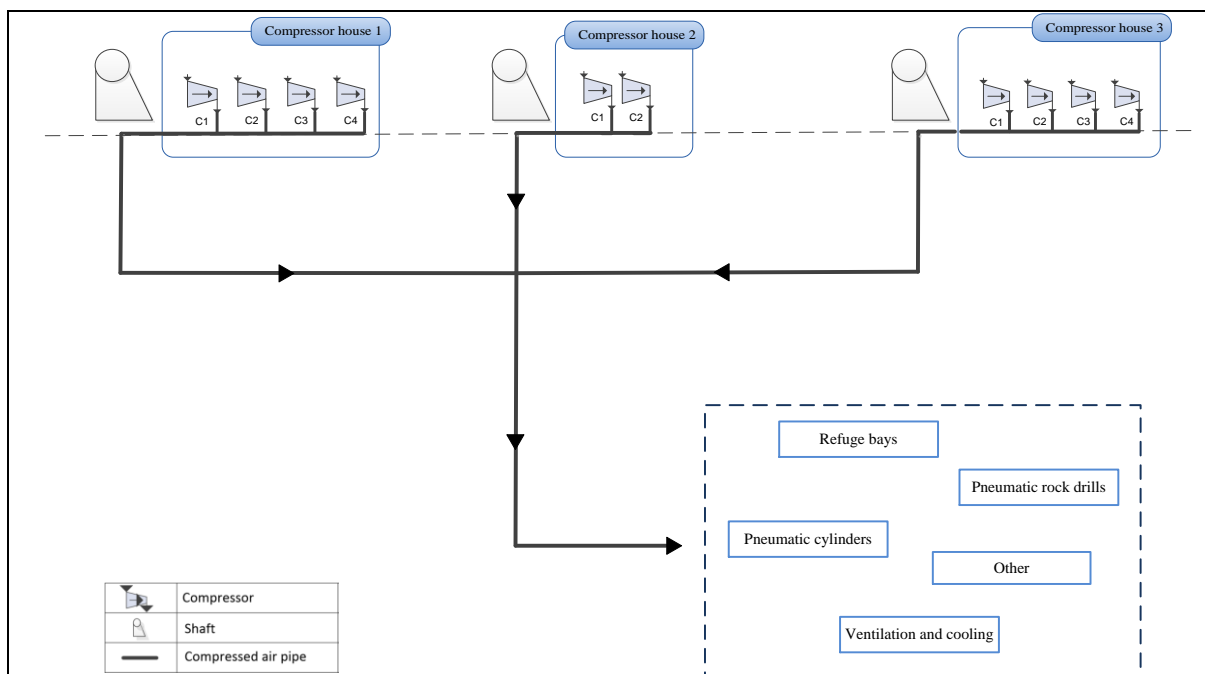 Compressor house 1
Compressor house 2
Compressor house 3
C1
C2
C3
C4
C1
C2
C1
C2
C3
C4
Refuge bays
Pneumatic rock drills
Pneumatic cylinders
Other
Ventilation and cooling
Compressor
Shaft
Compressed air pipe